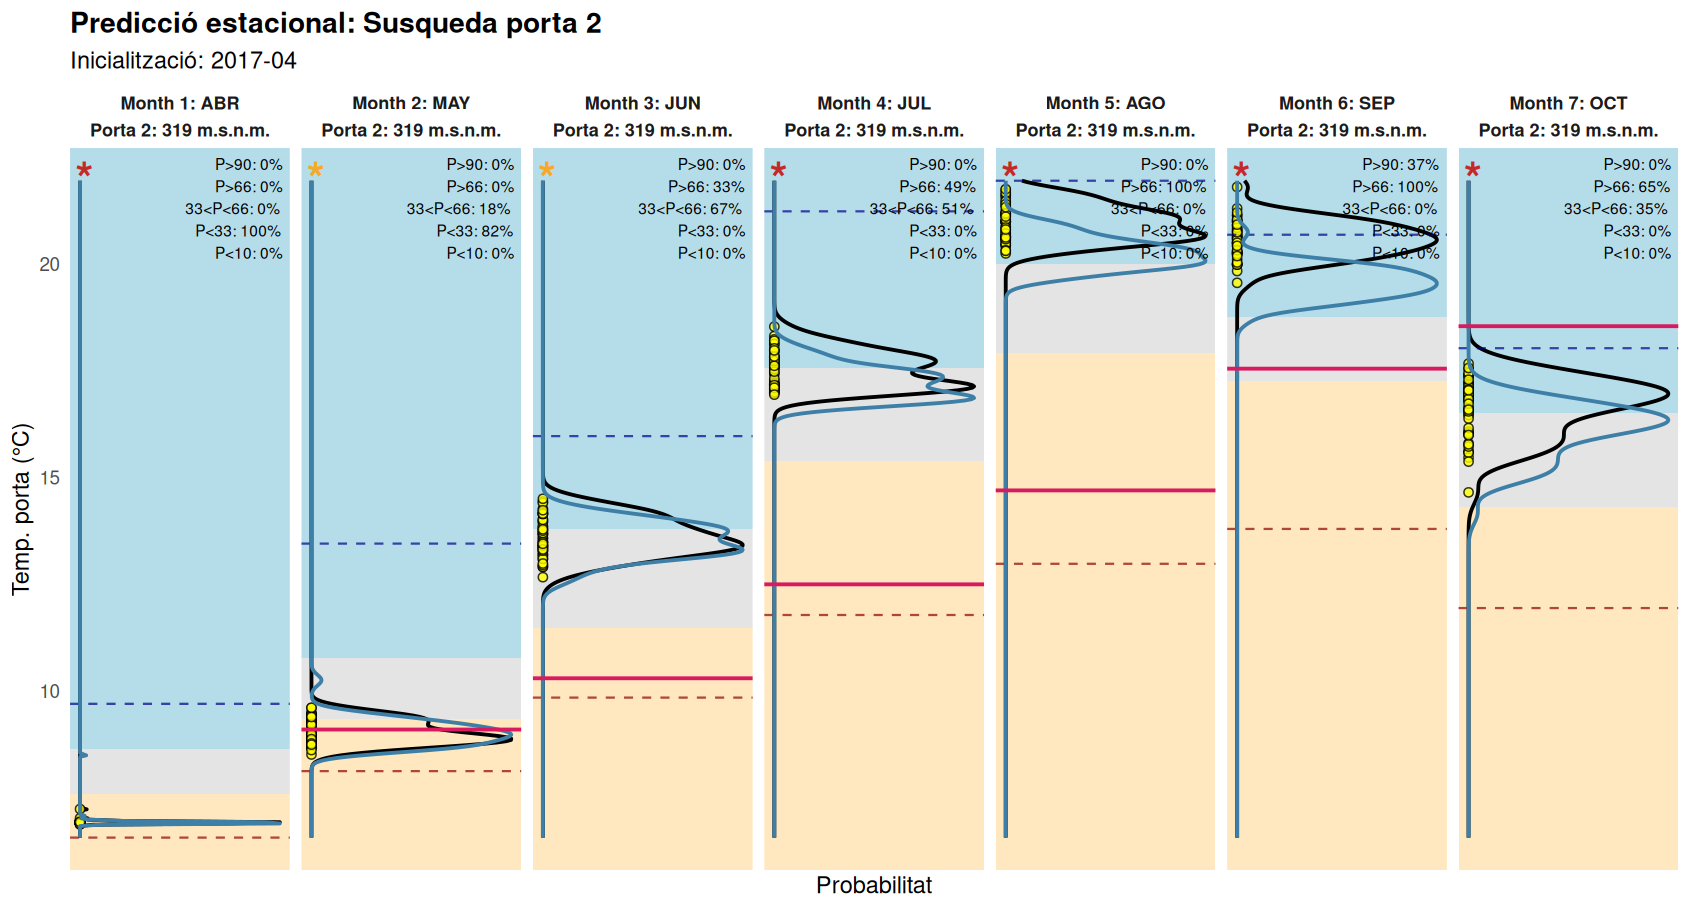 Predicció estacional: Susqueda porta 2
Inicialització: 2017-04
Month 1: ABR
Porta 2: 319 m.s.n.m.
Month 2: MAY
Porta 2: 319 m.s.n.m.
Month 3: JUN
Porta 2: 319 m.s.n.m.
Month 4: JUL
Porta 2: 319 m.s.n.m.
Month 5: AGO
Porta 2: 319 m.s.n.m.
Month 6: SEP
Porta 2: 319 m.s.n.m.
Month 7: OCT
Porta 2: 319 m.s.n.m.
*
P>90: 0%
P>66: 0%
33<P<66: 0%
P<33: 100%
P<10: 0%
*
P>90: 0%
P>66: 0%
33<P<66: 18%
P<33: 82%
P<10: 0%
*
P>90: 0%
P>66: 33%
33<P<66: 67%
P<33: 0%
P<10: 0%
*
P>90: 0%
P>66: 49%
33<P<66: 51%
P<33: 0%
P<10: 0%
*
P>90: 0%
P>66: 100%
33<P<66: 0%
P<33: 0%
P<10: 0%
*
P>90: 37%
P>66: 100%
33<P<66: 0%
P<33: 0%
P<10: 0%
*
P>90: 0%
P>66: 65%
33<P<66: 35%
P<33: 0%
P<10: 0%
20
15
10
Temp. porta (°C)
Probabilitat